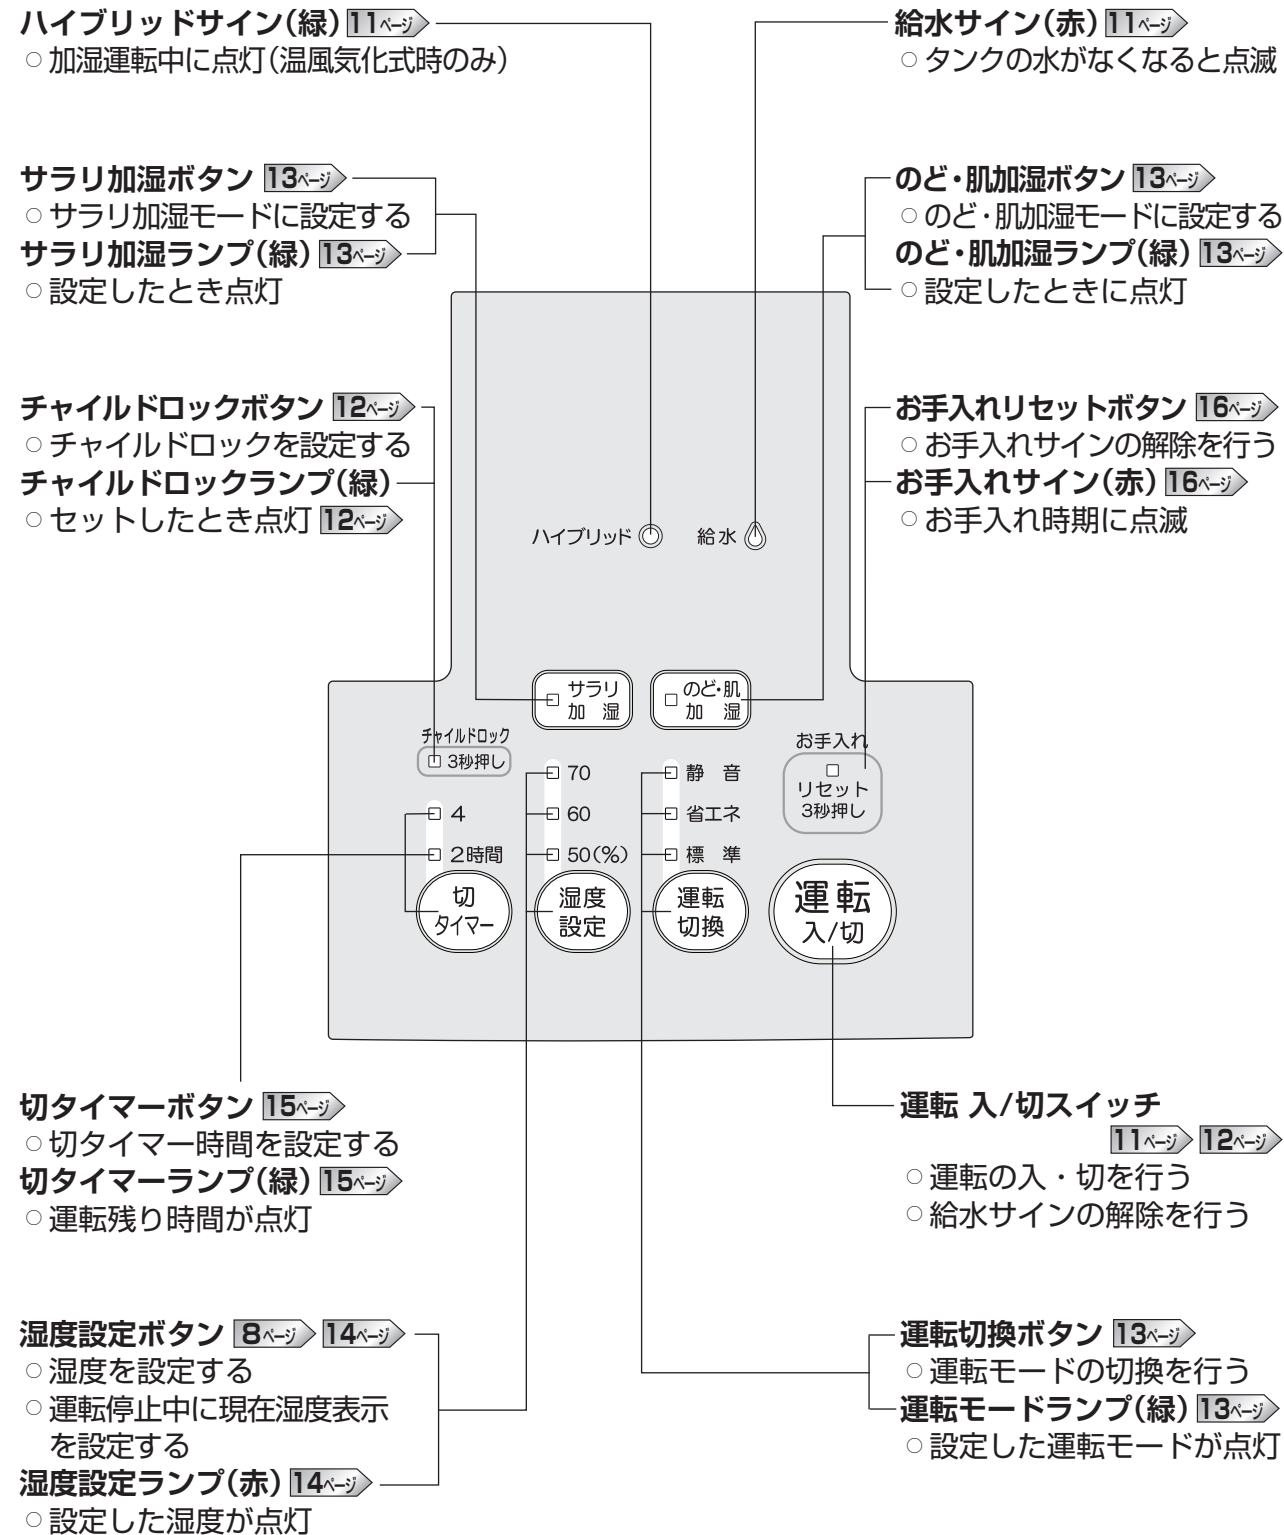 ハイブリッドサイン(緑) 11ページ
○加湿運転中に点灯(温風気化式時のみ)
給水サイン(赤) 11ページ
○タンクの水がなくなると点滅
サラリ加湿ボタン 13ページ
○サラリ加湿モードに設定する
サラリ加湿ランプ(緑) 13ページ
○設定したとき点灯
のど・肌加湿ボタン 13ページ
○のど・肌加湿モードに設定する
のど・肌加湿ランプ(緑) 13ページ
○設定したときに点灯
チャイルドロックボタン 12ページ
○チャイルドロックを設定する
チャイルドロックランプ(緑)
○セットしたとき点灯 12ページ
お手入れリセットボタン 16ページ
○お手入れサインの解除を行う
お手入れサイン(赤) 16ページ
○お手入れ時期に点滅
ハイブリッド
給水
サラリ
加 湿
のど・肌
加 湿
チャイルドロック
3秒押し
お手入れ
リセット
3秒押し
70
60
50(%)
静 音
省エネ
標 準
4
2時間
切
タイマー
湿度
設定
運転
切換
運転
入/切
切タイマーボタン 15ページ
○切タイマー時間を設定する
切タイマーランプ(緑) 15ページ
○運転残り時間が点灯
運転 入/切スイッチ
11ページ 12ページ
○運転の入・切を行う
○給水サインの解除を行う
湿度設定ボタン 8ページ 14ページ
○湿度を設定する
○運転停止中に現在湿度表示
を設定する
湿度設定ランプ(赤) 14ページ
○設定した湿度が点灯
運転切換ボタン 13ページ
○運転モードの切換を行う
運転モードランプ(緑) 13ページ
○設定した運転モードが点灯